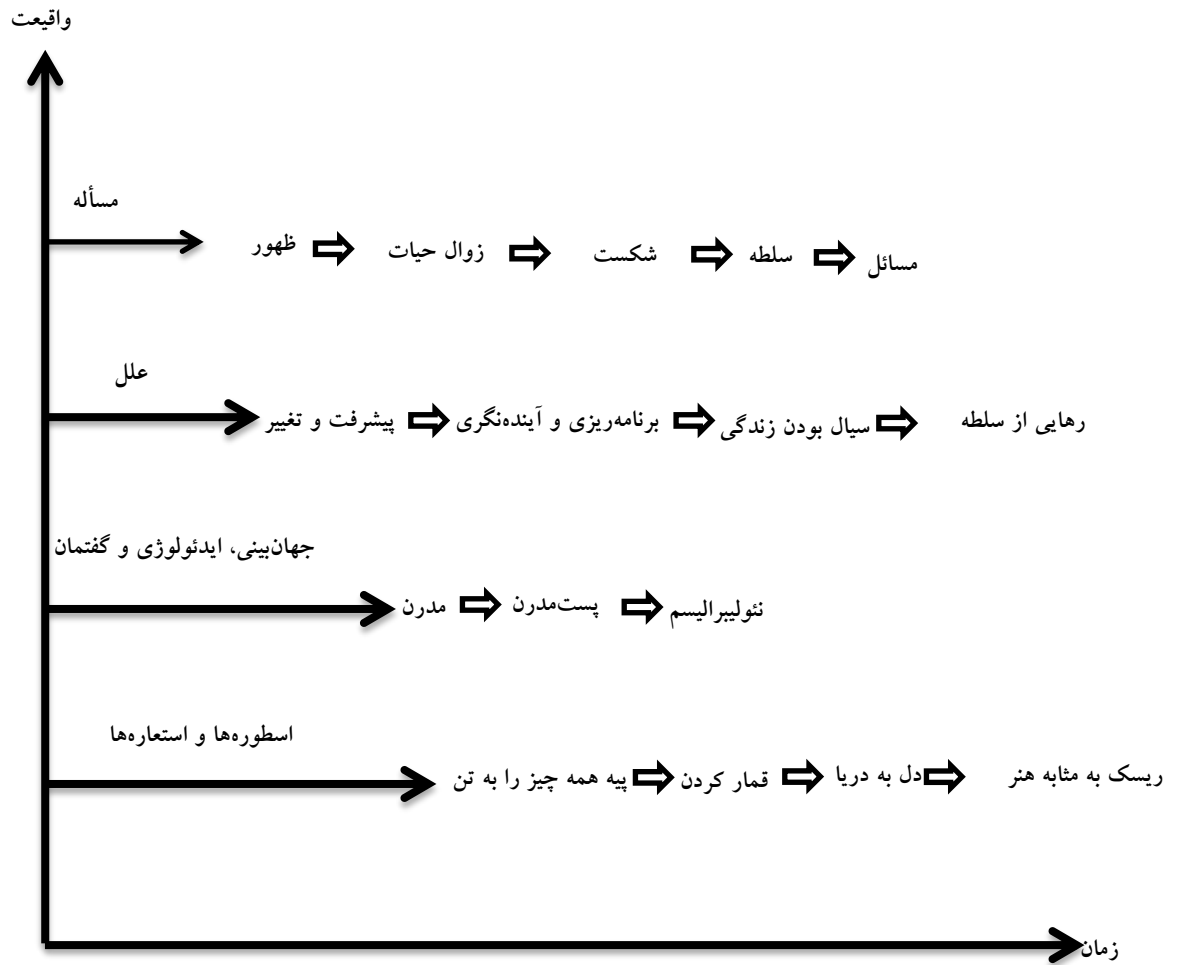 واقیعت
مسأله
ظهور زوال حیات شکست سلطه مسائل
علل
پیشرفت و تغییر برنامه‌ریزی و آینده‌نگری سیال بودن زندگی رهایی از سلطه
جهان‌بینی، ایدئولوژی و گفتمان
مدرن پست‌مدرن نئولیبرالیسم
اسطوره‌ها و استعاره‌ها
پیه همه چیز را به تن قمار کردن دل به دریا ریسک به مثابه هنر
زمان